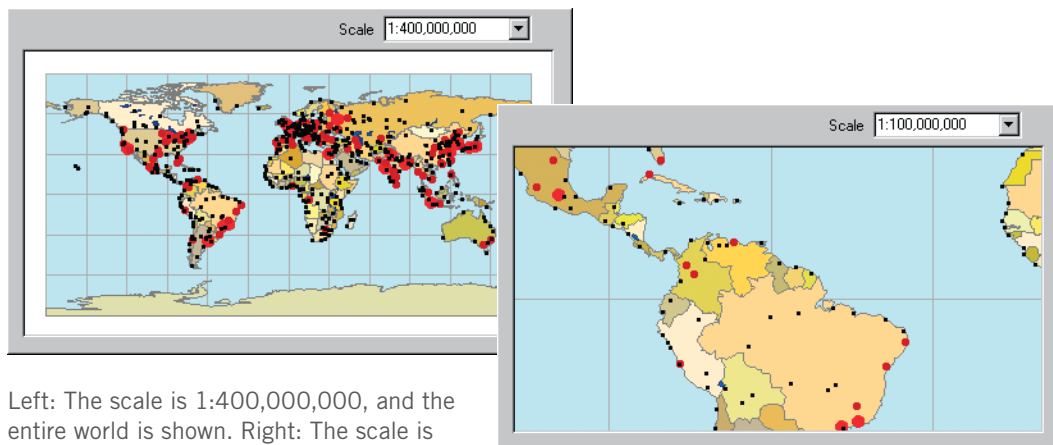 Scale 1:400,000,000
Scale 1:100,000,000
Left: The scale is 1:400,000,000, and the
entire world is shown. Right: The scale is